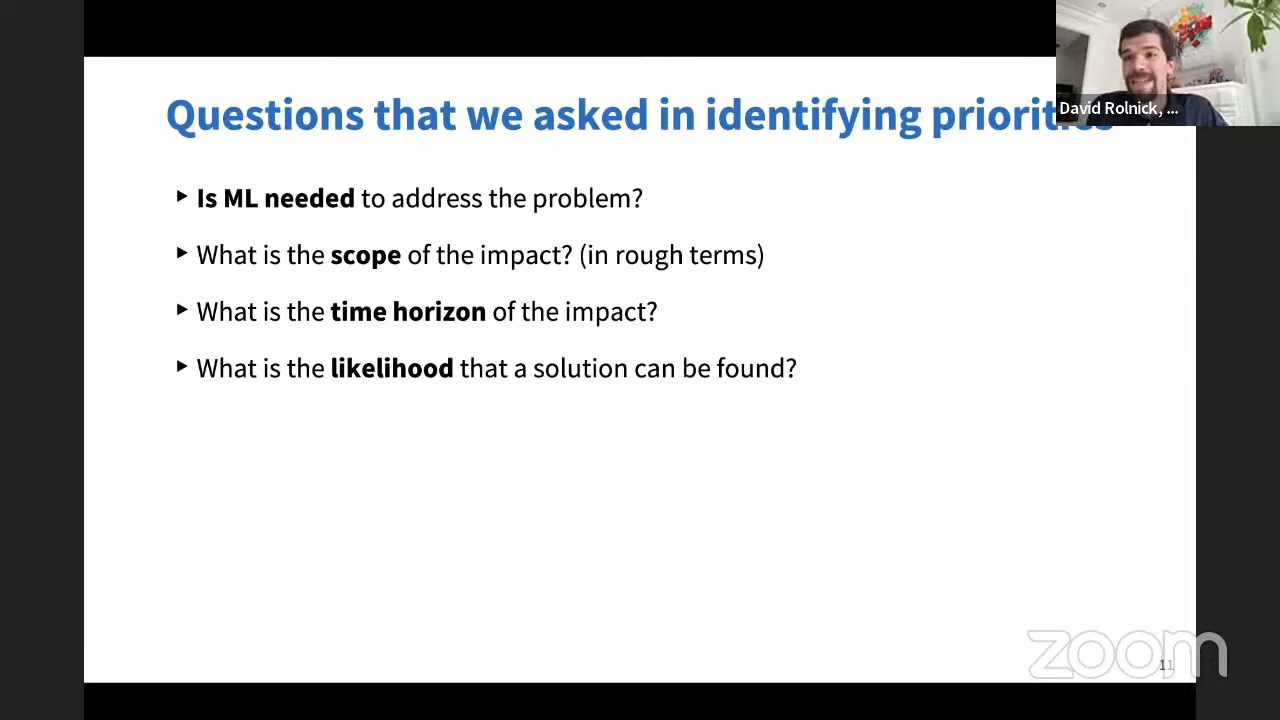 Questions that we asked in identifying priorities
David Rolnick, ...
▸ Is ML needed to address the problem?
▸ What is the scope of the impact? (in rough terms)
▸ What is the time horizon of the impact?
▸ What is the likelihood that a solution can be found?
zoom
11